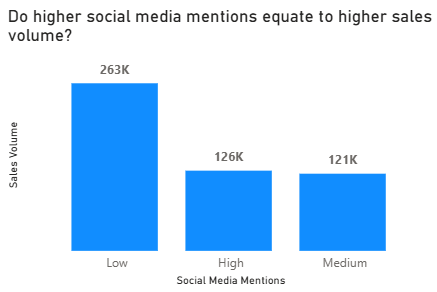 Do higher social media mentions equate to higher sales
volume?
263K
126K
121K
Sales Volume
Low
High
Medium
Social Media Mentions